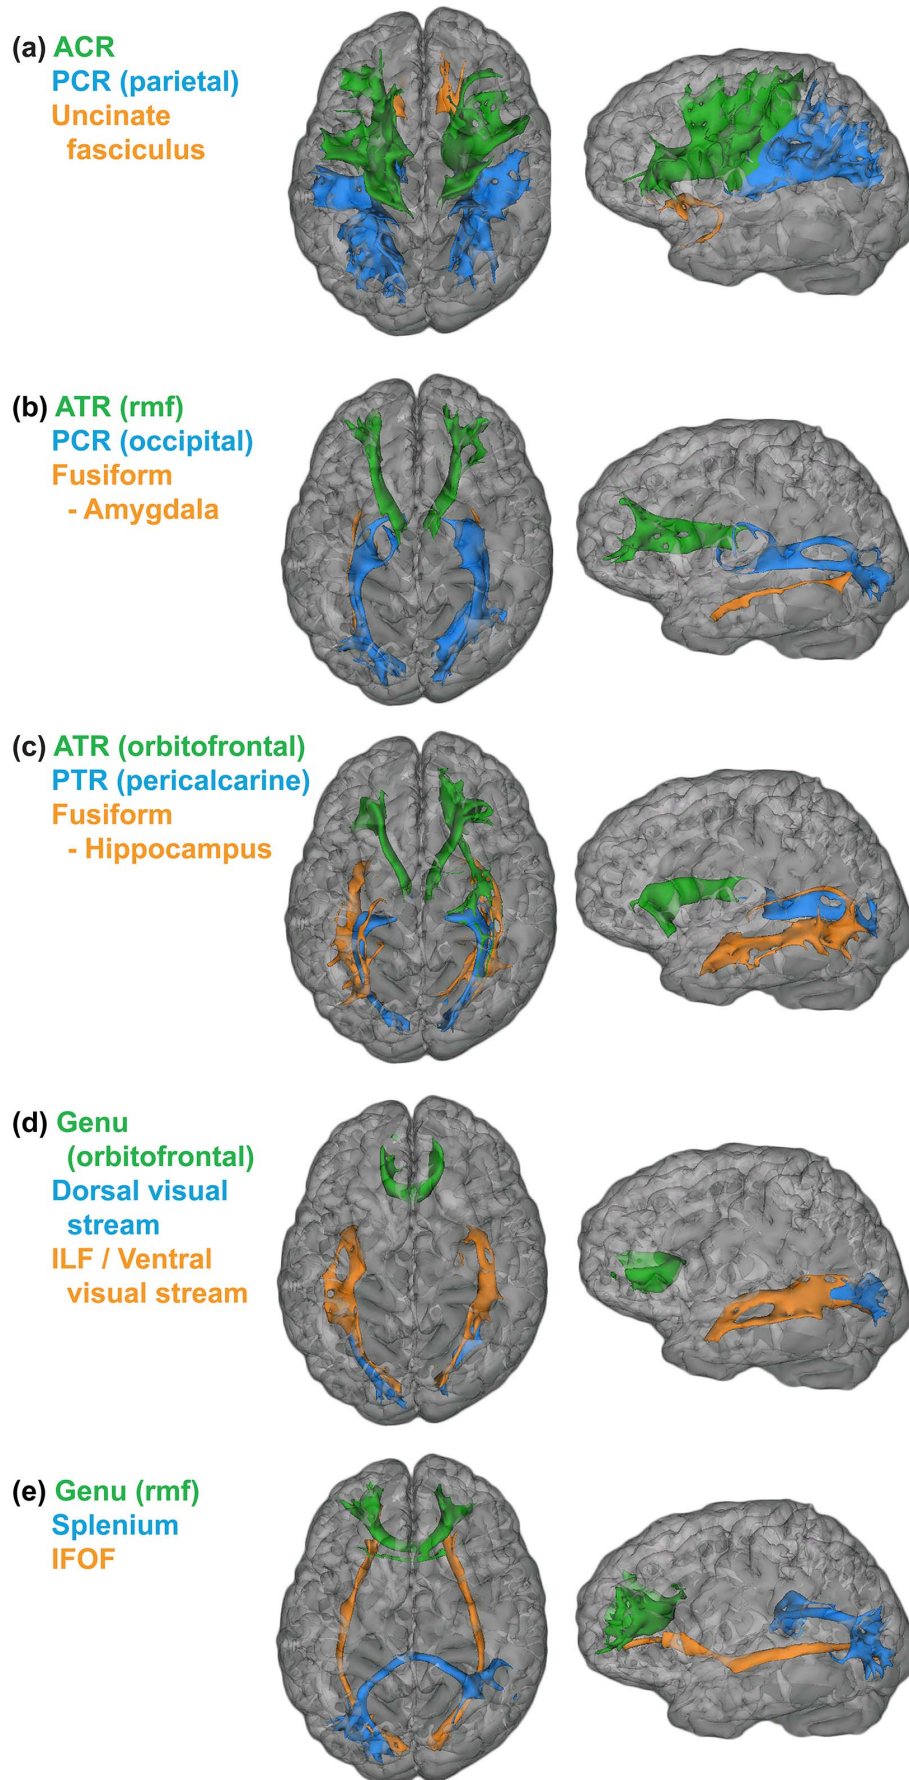 (a) ACR
PCR (parietal)
Uncinate
fasciculus
(b) ATR (rmf)
PCR (occipital)
Fusiform
- Amygdala
(c) ATR (orbitofrontal)
PTR (pericalcarine)
Fusiform
- Hippocampus
(d) Genu
(orbitofrontal)
Dorsal visual
stream
ILF / Ventral
visual stream
(e) Genu (rmf)
Splenium
IFOF